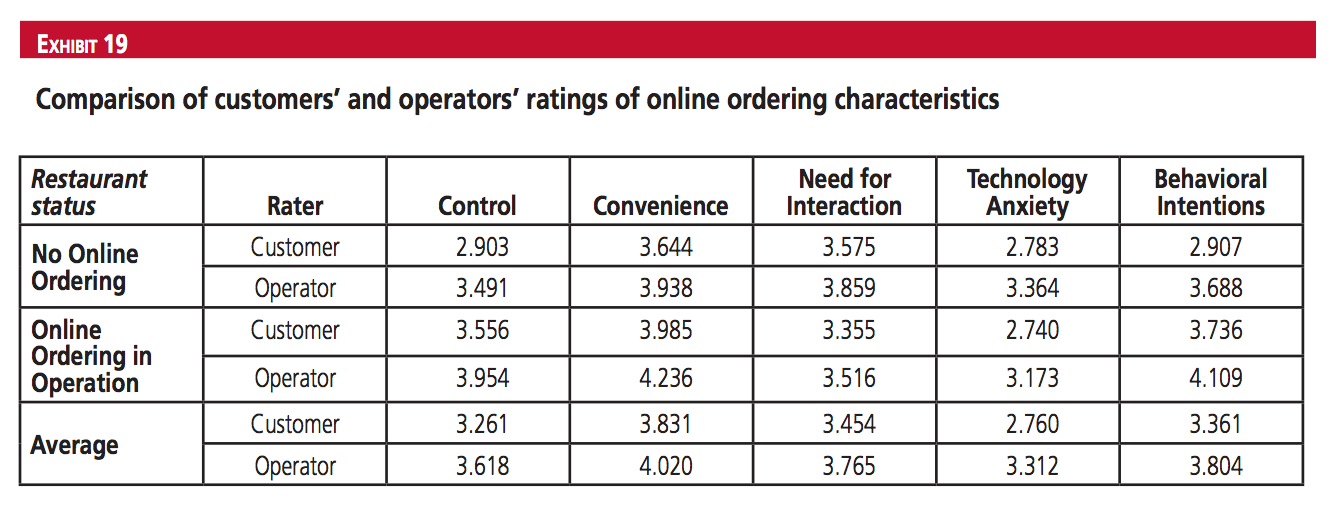 EXHIBIT 19
Comparison of customers’ and operators’ ratings of online ordering characteristics
Restaurant status Rater Control Convenience Need for Interaction Technology Anxiety Behavioral Intentions
No Online Ordering Customer 2.903 3.644 3.575 2.783 2.907
Operator 3.491 3.938 3.859 3.364 3.688
Online Ordering in Operation Customer 3.556 3.985 3.355 2.740 3.736
Operator 3.954 4.236 3.516 3.173 4.109
Average Customer 3.261 3.831 3.454 2.760 3.361
Operator 3.618 4.020 3.765 3.312 3.804